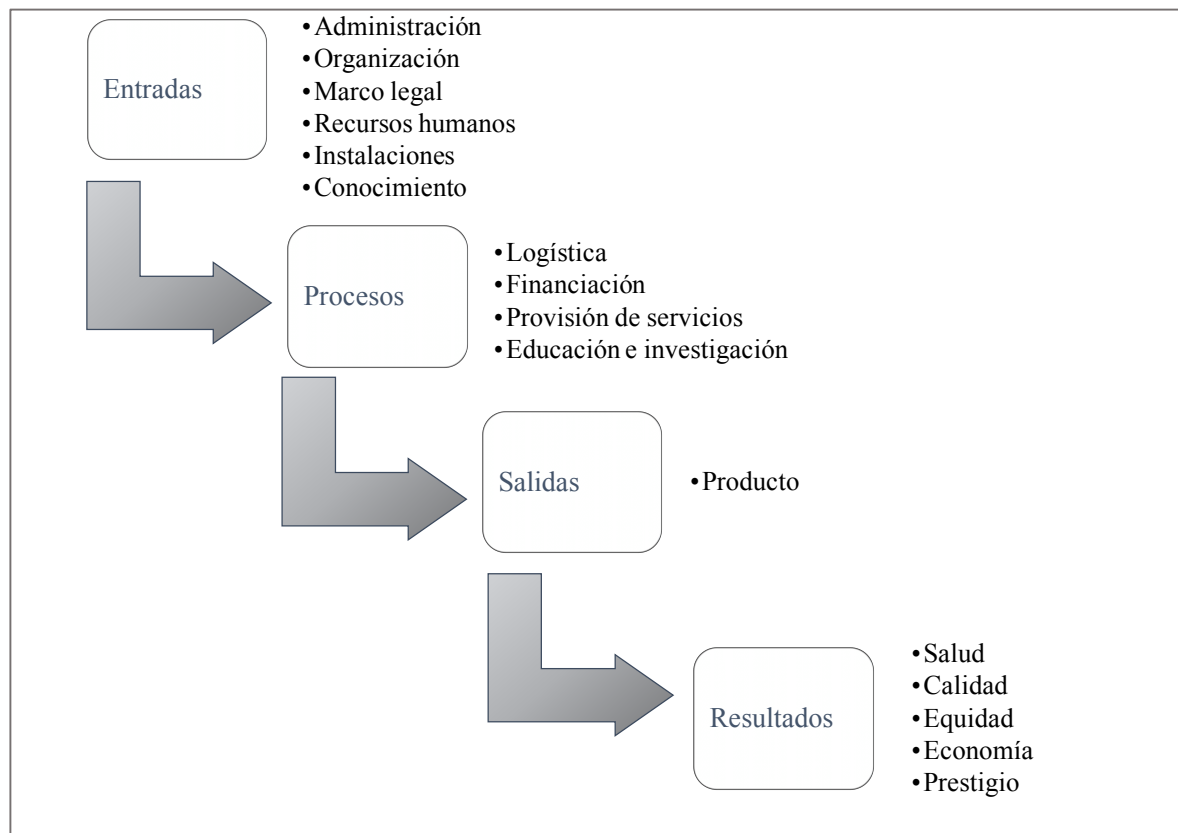 Entradas
•Administración
•Organización
•Marco legal
•Recursos humanos
•Instalaciones
•Conocimiento
Procesos
•Logística
•Financiación
•Provisión de servicios
•Educación e investigación
Salidas
•Producto
Resultados
•Salud
•Calidad
•Equidad
•Economía
•Prestigio